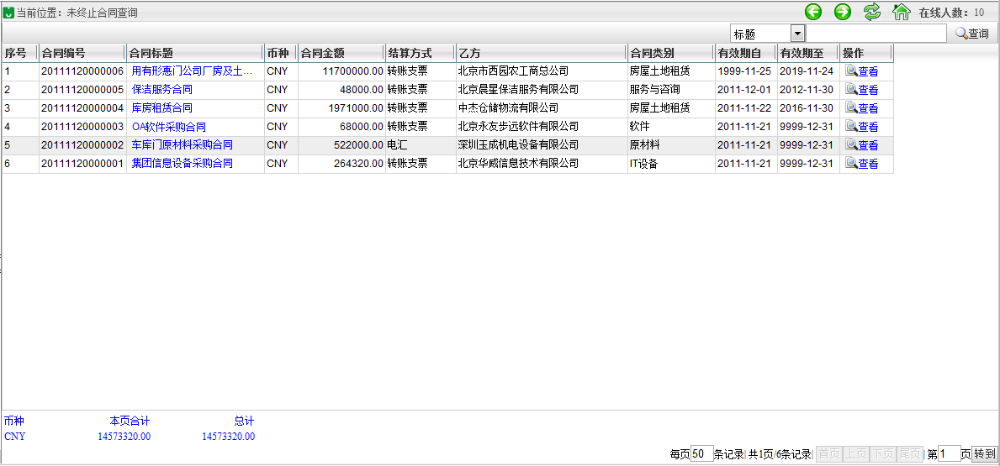 当前位置：未终止合同查询 在线人数：10
标题 查询
序号 合同编号 合同标题 币种 合同金额 结算方式 乙方 合同类别 有效期自 有效期至 操作
1 20111120000006 用有形惠门公司厂房及土... CNY 11700000.00 转账支票 北京市西园农工商总公司 房屋土地租赁 1999-11-25 2019-11-24 查看
2 20111120000005 保洁服务合同 CNY 48000.00 转账支票 北京晨星保洁服务有限公司 服务与咨询 2011-12-01 2012-11-30 查看
3 20111120000004 库房租赁合同 CNY 1971000.00 转账支票 中杰仓储物流有限公司 房屋土地租赁 2011-11-22 2016-11-30 查看
4 20111120000003 OA软件采购合同 CNY 68000.00 转账支票 北京永友步远软件有限公司 软件 2011-11-21 9999-12-31 查看
5 20111120000002 车库门原材料采购合同 CNY 522000.00 电汇 深圳玉成机电设备有限公司 原材料 2011-11-21 9999-12-31 查看
6 20111120000001 集团信息设备采购合同 CNY 264320.00 转账支票 北京华威信息技术有限公司 IT设备 2011-11-21 9999-12-31 查看
币种 本页合计 总计
CNY 14573320.00 14573320.00
每页50条记录| 共1页/6条记录| 首页 上页 下页 尾页 | 第1页 转到